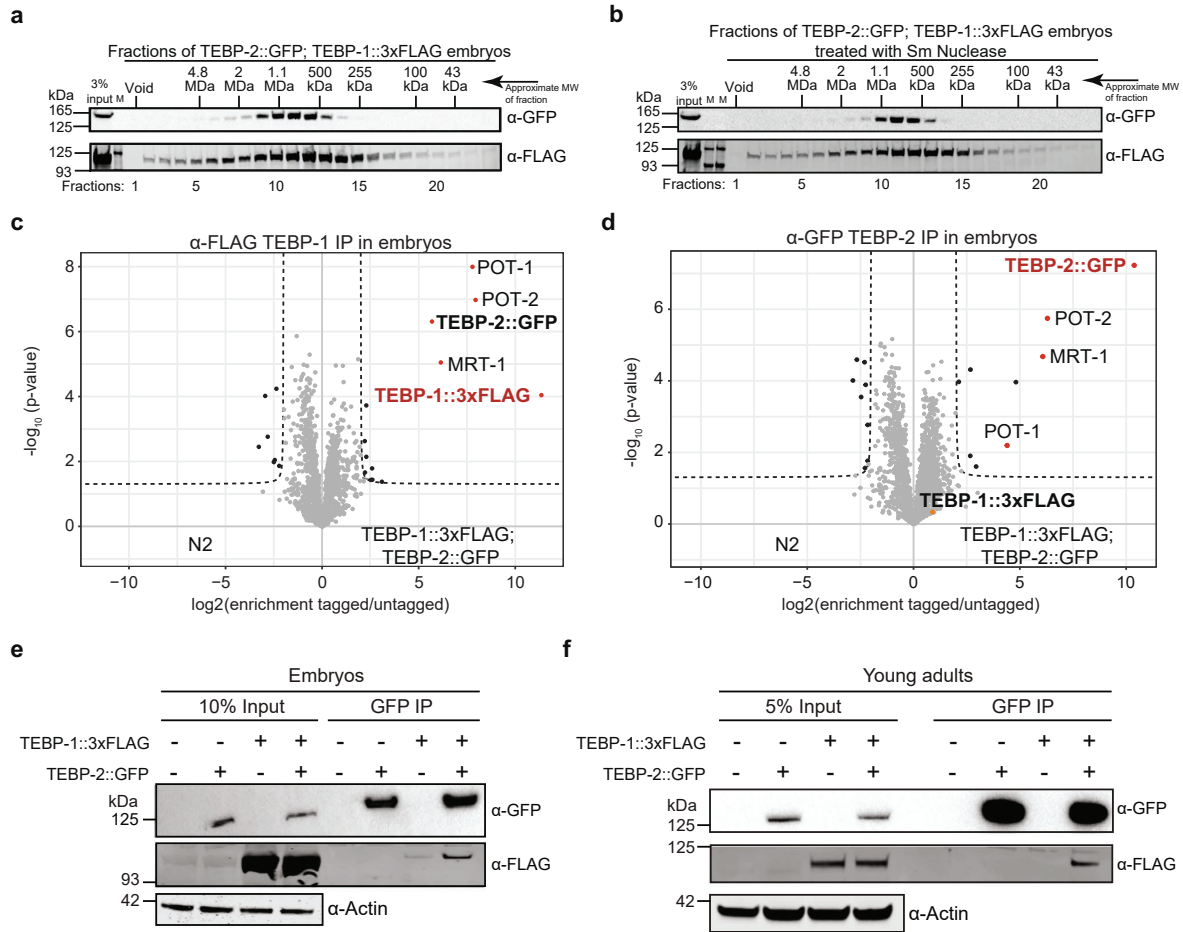 a
Fractions of TEBP-2::GFP; TEBP-1::3xFLAG embryos
3%
input M Void
4.8 MDa
2 MDa
1.1 MDa
500 kDa
255 kDa
100 kDa
43 kDa
Approximate MW
of fraction
kDa
165
125
α-GFP
125
93
α-FLAG
Fractions: 1 5 10 15 20
b
Fractions of TEBP-2::GFP; TEBP-1::3xFLAG embryos
treated with Sm Nuclease
3%
input M M Void
4.8 MDa
2 MDa
1.1 MDa
500 kDa
255 kDa
100 kDa
43 kDa
Approximate MW
of fraction
kDa
165
125
α-GFP
125
93
α-FLAG
Fractions: 1 5 10 15 20
c
α-FLAG TEBP-1 IP in embryos
-log10 (p-value)
8
6
4
2
0
POT-1
POT-2
TEBP-2::GFP
MRT-1
TEBP-1::3xFLAG
N2
TEBP-1::3xFLAG;
TEBP-2::GFP
−10 −5 0 5 10
log2(enrichment tagged/untagged)
d
α-GFP TEBP-2 IP in embryos
-log10 (p-value)
6
4
2
0
TEBP-2::GFP
POT-2
MRT-1
POT-1
TEBP-1::3xFLAG
N2
TEBP-1::3xFLAG;
TEBP-2::GFP
−10 −5 0 5 10
log2(enrichment tagged/untagged)
e
Embryos
10% Input GFP IP
TEBP-1::3xFLAG - - + + - - + +
TEBP-2::GFP - + - + - + - +
kDa
125
α-GFP
α-FLAG
93
42
α-Actin
f
Young adults
5% Input GFP IP
TEBP-1::3xFLAG - - + + - - + +
TEBP-2::GFP - + - + - + - +
kDa
125
α-GFP
125
α-FLAG
93
42
α-Actin